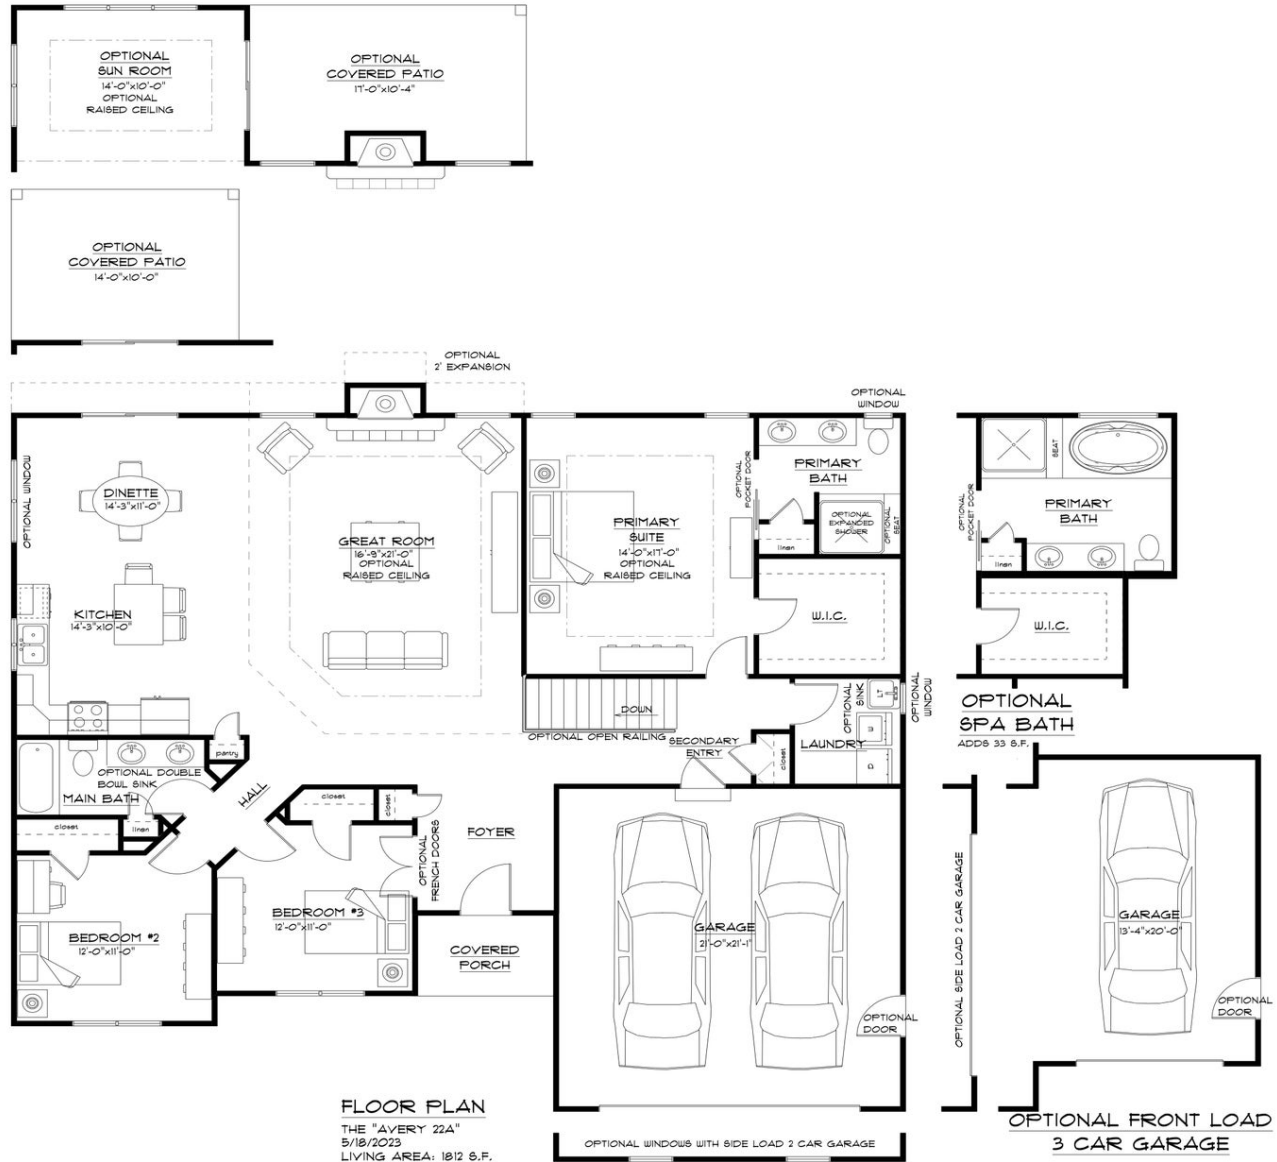 OPTIONAL
SUN ROOM
14'-0"x10'-0"
OPTIONAL
RAISED CEILING
OPTIONAL
COVERED PATIO
17'-0"x10'-4"
OPTIONAL
COVERED PATIO
14'-0"x10'-0"
OPTIONAL
2' EXPANSION
OPTIONAL
WINDOW
OPTIONAL WINDOW
DINETTE
14'-3"x11'-0"
GREAT ROOM
16'-9"x21'-0"
OPTIONAL
RAISED CEILING
PRIMARY
SUITE
14'-0"x17'-0"
OPTIONAL
RAISED CEILING
OPTIONAL
POCKET DOOR
PRIMARY
BATH
OPTIONAL
EXPANDED
SHOWER
OPTIONAL
SEAT
linen
W.I.C.
KITCHEN
14'-3"x10'-0"
SEAT
OPTIONAL
POCKET DOOR
PRIMARY
BATH
linen
W.I.C.
OPTIONAL
SPA BATH
ADDS 33 S.F.
DOWN
OPTIONAL OPEN RAILING
SECONDARY
ENTRY
closet
OPTIONAL
SINK
LT
W
D
LAUNDRY
OPTIONAL
WINDOW
pantry
OPTIONAL DOUBLE
BOWL SINK
MAIN BATH
linen
closet
HALL
closet
closet
FOYER
OPTIONAL
FRENCH DOORS
BEDROOM #2
12'-0"x11'-0"
BEDROOM #3
12'-0"x11'-0"
COVERED
PORCH
GARAGE
21'-0"x21'-1"
OPTIONAL
DOOR
OPTIONAL SIDE LOAD 2 CAR GARAGE
GARAGE
13'-4"x20'-0"
OPTIONAL
DOOR
OPTIONAL FRONT LOAD
3 CAR GARAGE
FLOOR PLAN
THE "AVERY 22A"
5/18/2023
LIVING AREA: 1812 S.F.
OPTIONAL WINDOWS WITH SIDE LOAD 2 CAR GARAGE